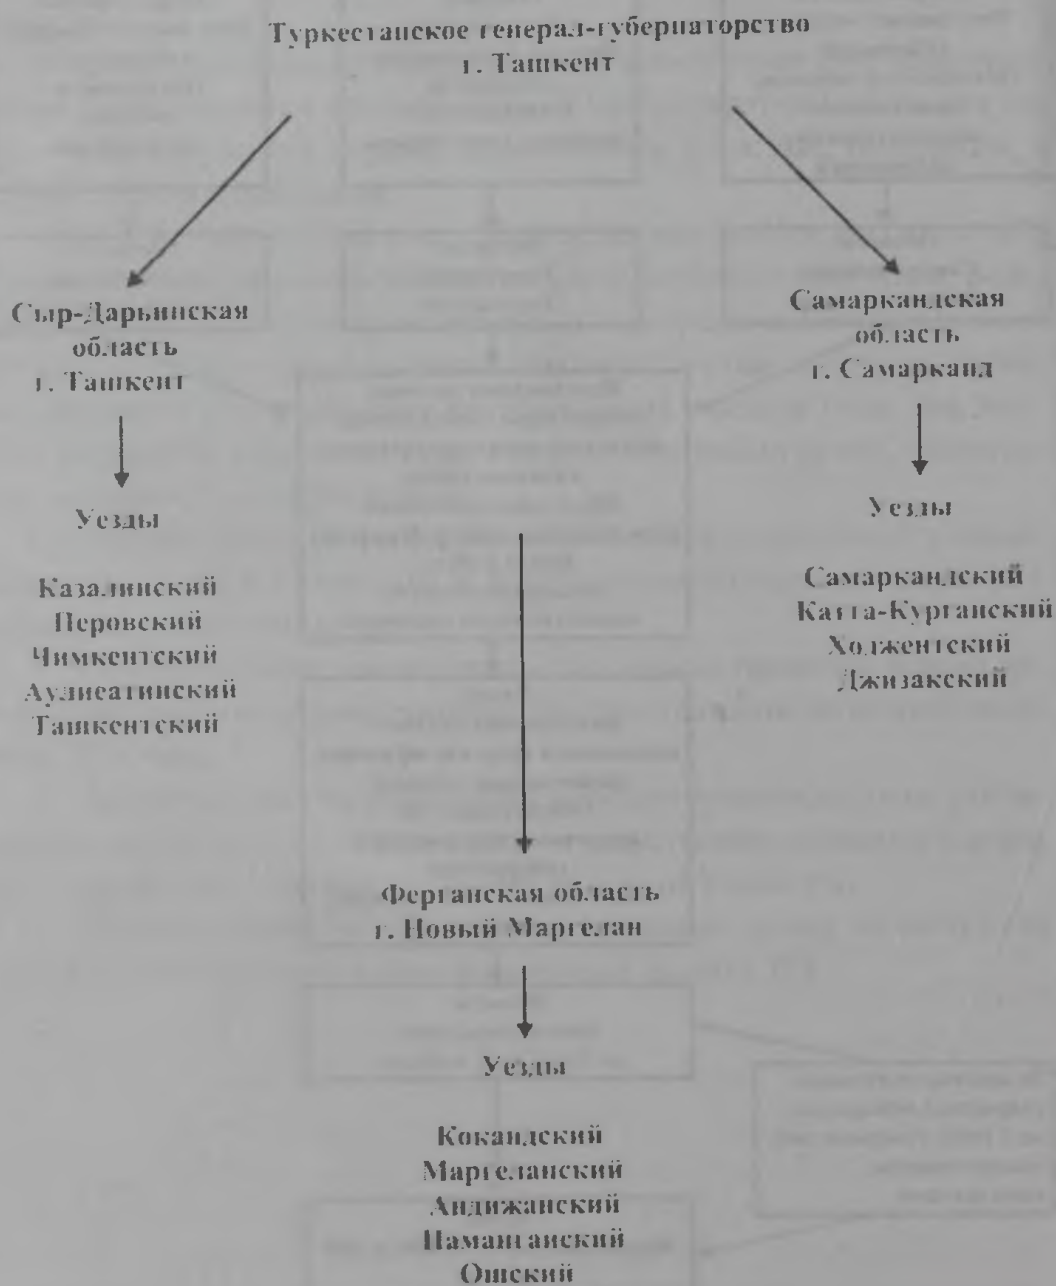 Туркестанское генерал-губернаторство
г. Ташкент
Сыр-Дарьинская
область
г. Ташкент
Уезды
Казалинский
Перовский
Чимкентский
Аулиеатинский
Ташкентский
Самаркандская
область
г. Самарканд
Уезды
Самаркандский
Катта-Курганский
Ходжентский
Джизакский
Ферганская область
г. Новый Маргелан
Уезды
Кокандский
Маргеланский
Андижанский
Наманганский
Ошский